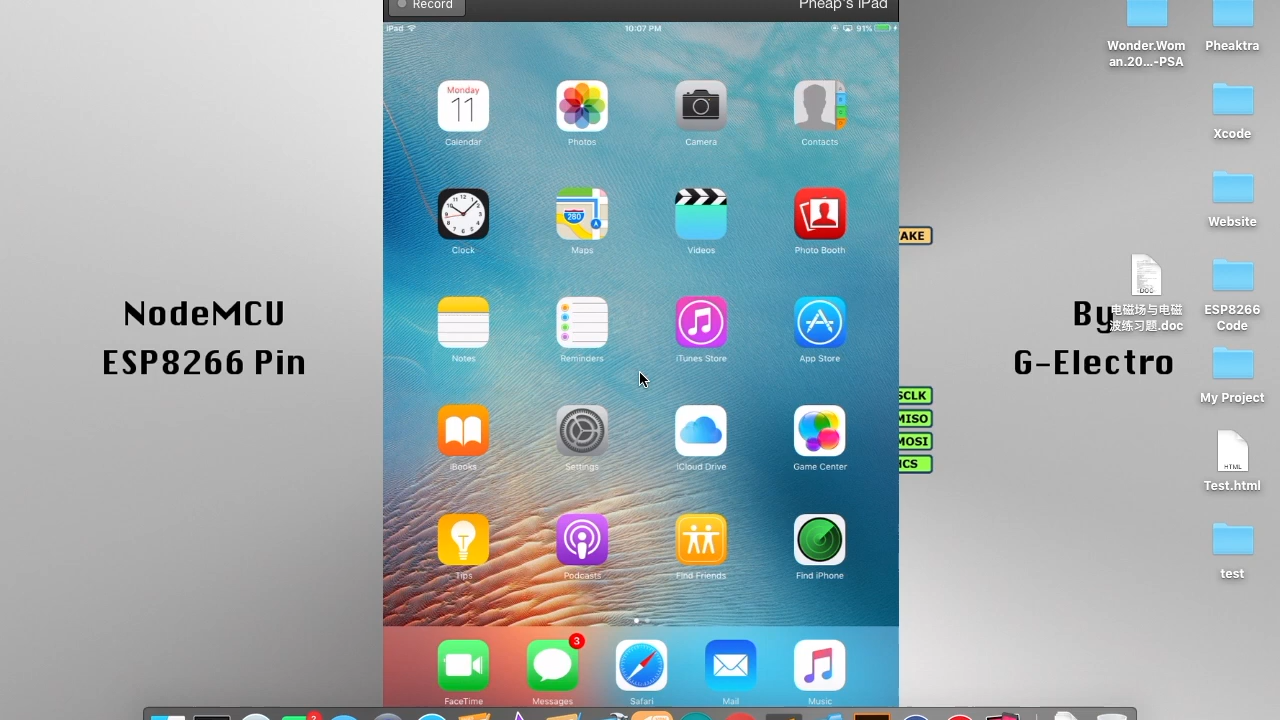 Record
Pheap's iPad
iPad
10:07 PM
91%
Monday
11
Calendar
Photos
Camera
Contacts
Clock
280
Maps
Videos
Photo Booth
Notes
Reminders
iTunes Store
App Store
iBooks
Settings
iCloud Drive
Game Center
Tips
Podcasts
Find Friends
Find iPhone
3
FaceTime
Messages
Safari
Mail
Music
NodeMCU
ESP8266 Pin
By
G-Electro
AKE
SCLK
MISO
MOSI
HCS
Wonder.Wom
an.20...-PSA
Pheaktra
Xcode
Website
DOC
电磁场与电磁
波练习题.doc
ESP8266
Code
My Project
HTML
Test.html
test